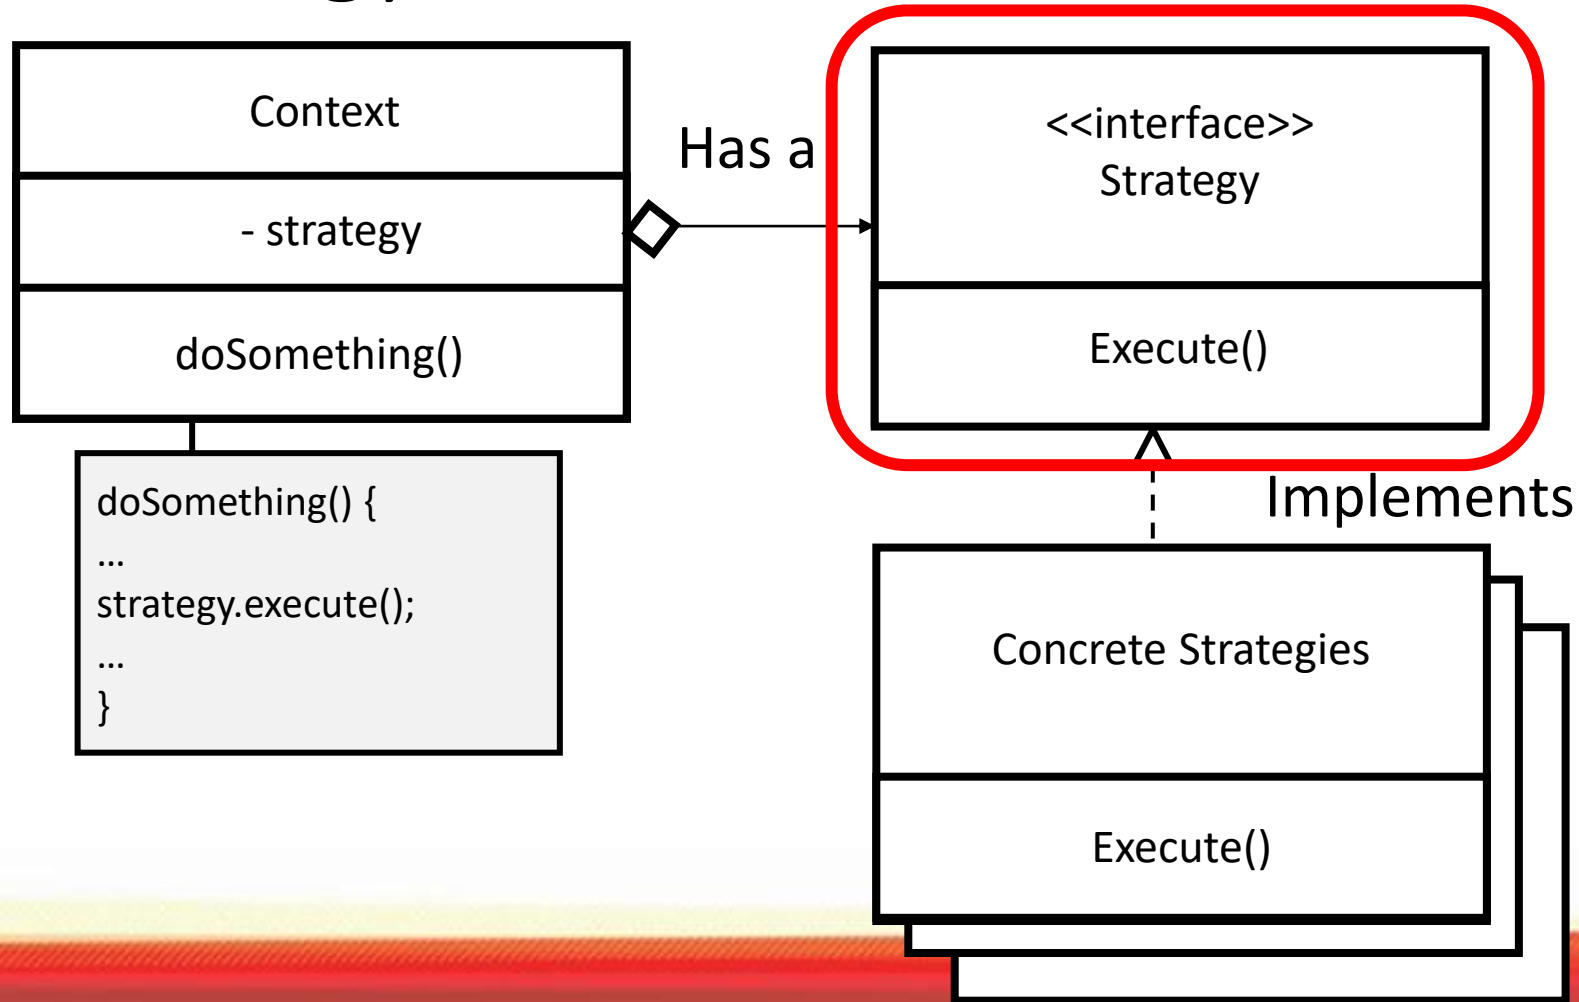 Context
- strategy
doSomething()
Has a
<<interface>>
Strategy
Execute()
Implements
doSomething() {
...
strategy.execute();
...
}
Concrete Strategies
Execute()